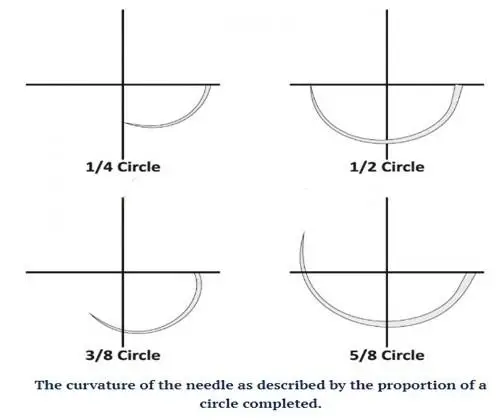 1/4 Circle
1/2 Circle
3/8 Circle
5/8 Circle
The curvature of the needle as described by the proportion of a
circle completed.